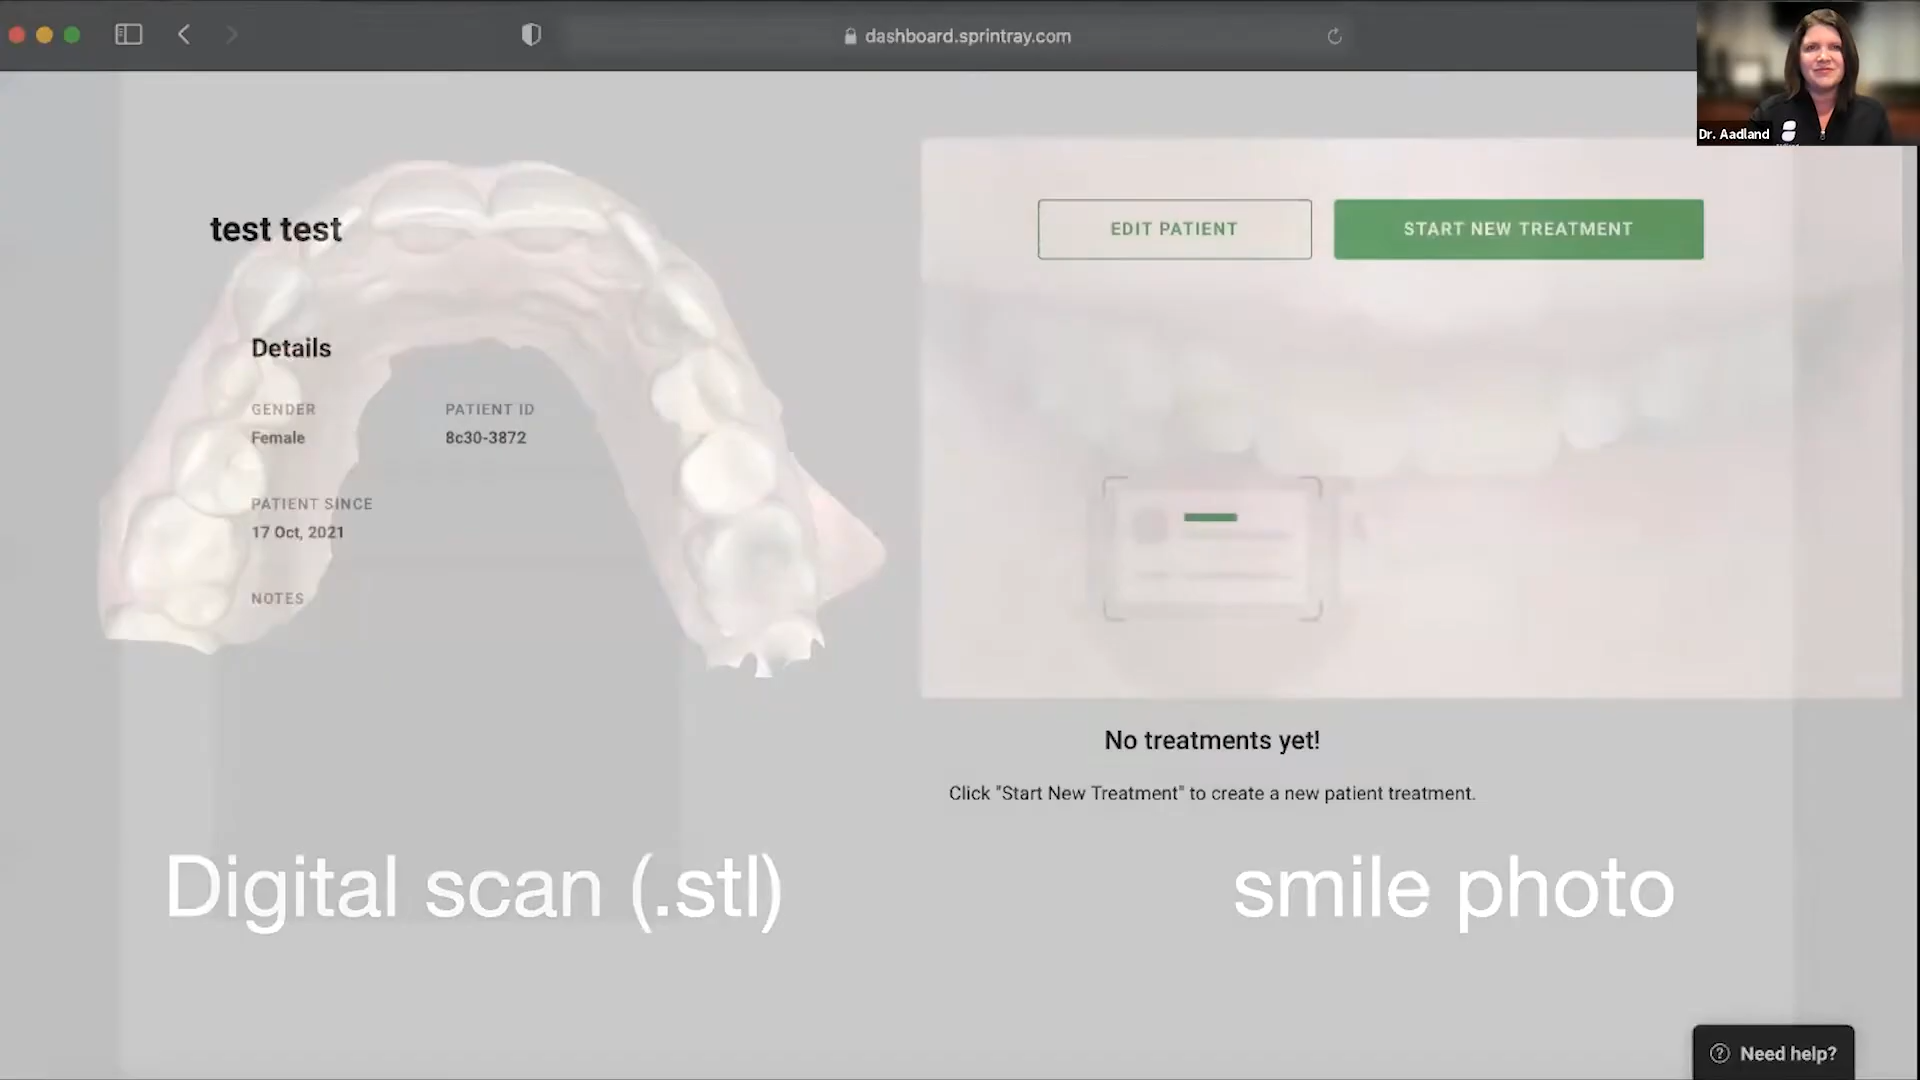 dashboard.sprintray.com
Dr. Aadland
test test
EDIT PATIENT
START NEW TREATMENT
Details
GENDER
PATIENT ID
Female
8c30-3872
PATIENT SINCE
17 Oct, 2021
NOTES
No treatments yet!
Click "Start New Treatment" to create a new patient treatment.
Digital scan (.stl)
smile photo
Need help?